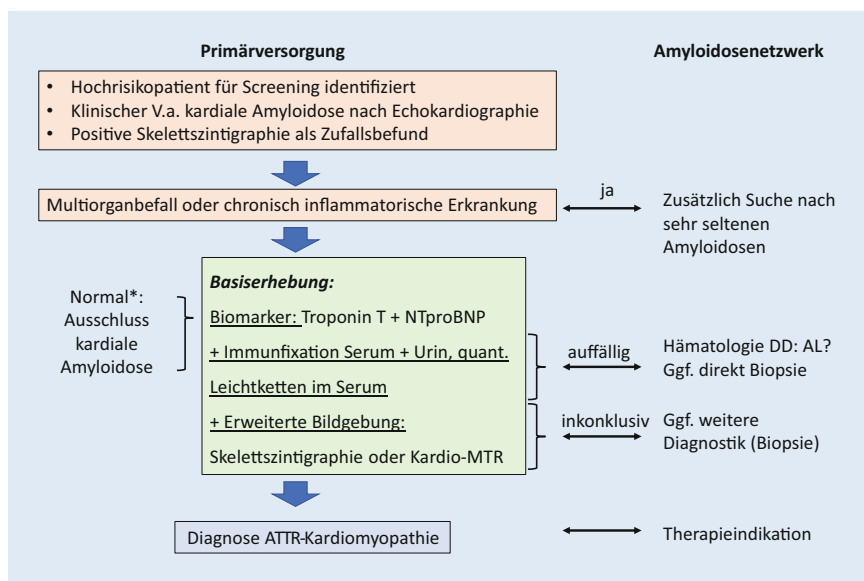 Primärversorgung
Amyloidosenetzwerk
• Hochrisikopatient für Screening identifiziert
• Klinischer V.a. kardiale Amyloidose nach Echokardiographie
• Positive Skelettszintigraphie als Zufallsbefund
Multiorganbefall oder chronisch inflammatorische Erkrankung
ja
Zusätzlich Suche nach
sehr seltenen
Amyloidosen
Normal*:
Ausschluss
kardiale
Amyloidose
Basiserhebung:
Biomarker: Troponin T + NTproBNP
+ Immunfixation Serum + Urin, quant.
Leichtketten im Serum
+ Erweiterte Bildgebung:
Skelettszintigraphie oder Kardio-MTR
auffällig
Hämatologie DD: AL?
Ggf. direkt Biopsie
inkonklusiv
Ggf. weitere
Diagnostik (Biopsie)
Diagnose ATTR-Kardiomyopathie
Therapieindikation